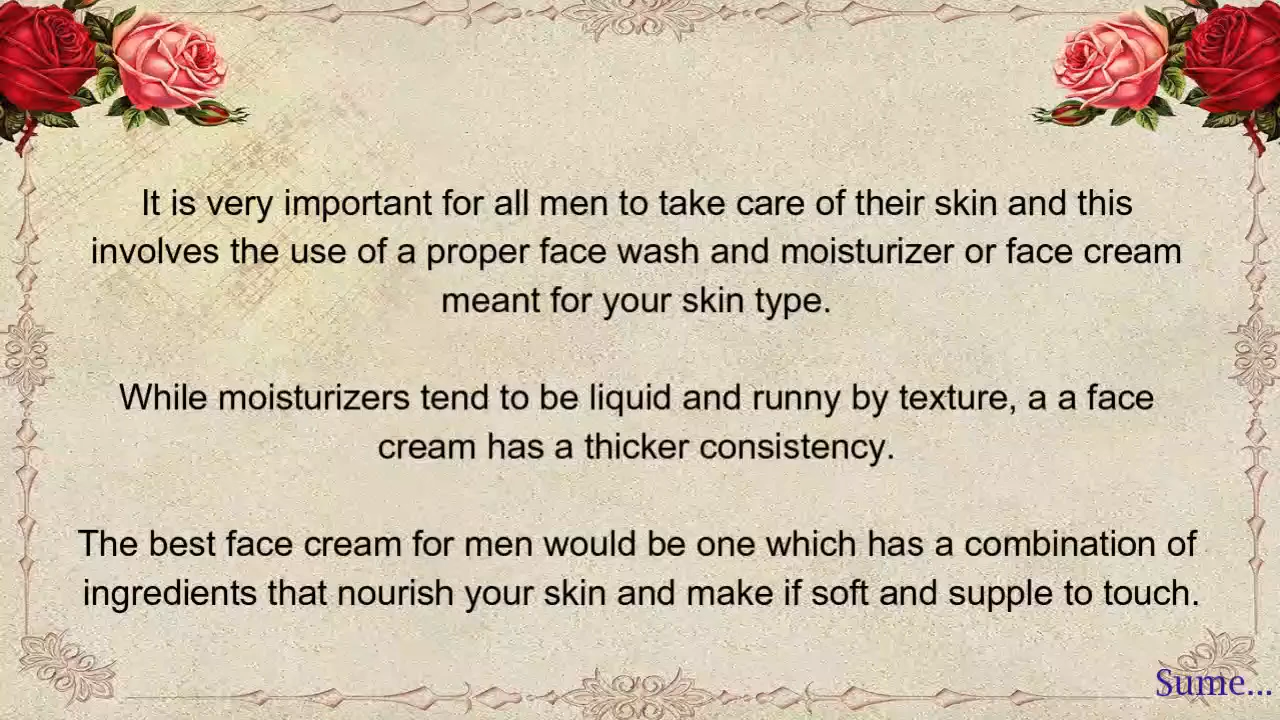 It is very important for all men to take care of their skin and this
involves the use of a proper face wash and moisturizer or face cream
meant for your skin type.
While moisturizers tend to be liquid and runny by texture, a a face
cream has a thicker consistency.
The best face cream for men would be one which has a combination of
ingredients that nourish your skin and make if soft and supple to touch.
Sume...